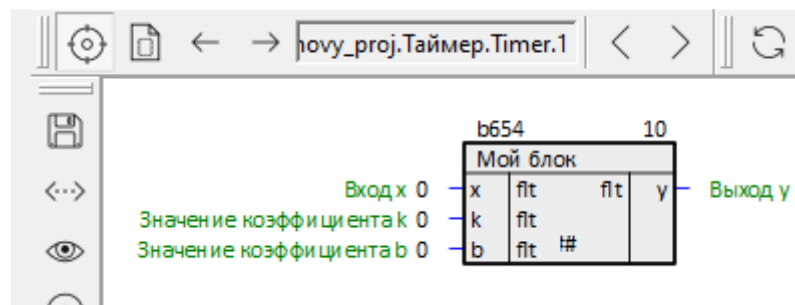 novy_proj.Таймер.Timer.1
b654 10
Мой блок
Вход x 0 x flt flt y Выход y
Значение коэффициента k 0 k flt
Значение коэффициента b 0 b flt !#